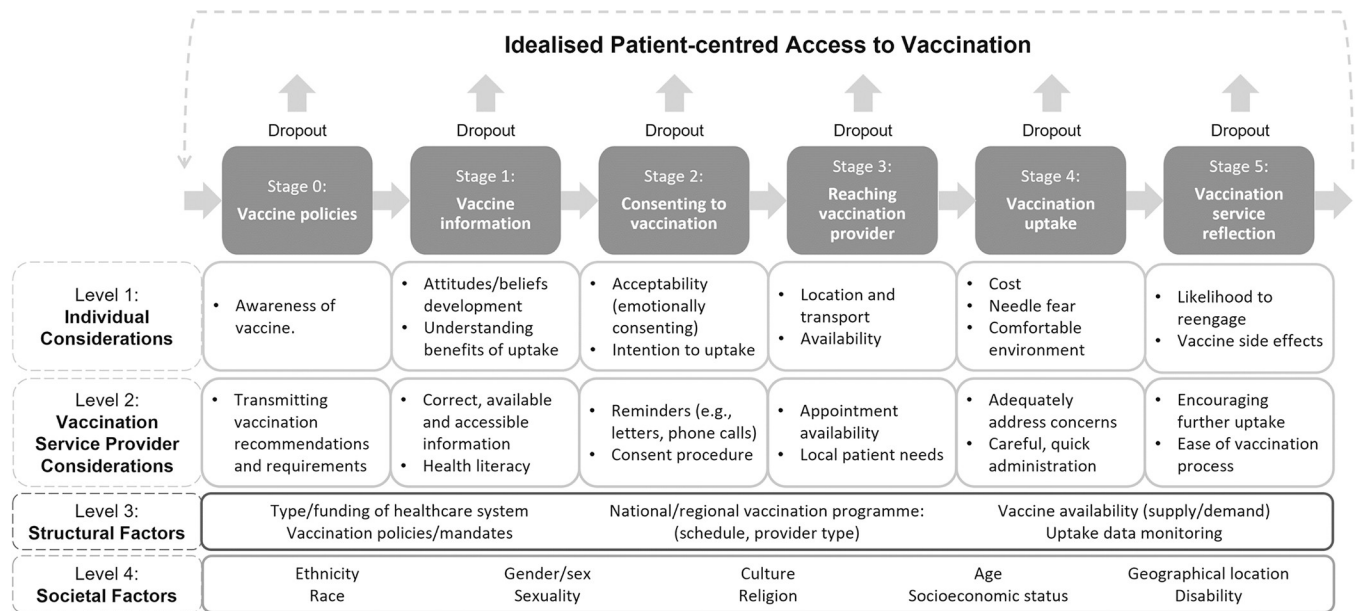 Idealised Patient-centred Access to Vaccination
Dropout
Dropout
Dropout
Dropout
Dropout
Dropout
Stage 0:
Vaccine policies
Stage 1:
Vaccine
information
Stage 2:
Consenting to
vaccination
Stage 3:
Reaching
vaccination
provider
Stage 4:
Vaccination
uptake
Stage 5:
Vaccination
service
reflection
Level 1:
Individual
Considerations
• Awareness of
vaccine.
• Attitudes/beliefs
development
• Understanding
benefits of uptake
• Acceptability
(emotionally
consenting)
• Intention to uptake
• Location and
transport
• Availability
• Cost
• Needle fear
• Comfortable
environment
• Likelihood to
reengage
• Vaccine side effects
Level 2:
Vaccination
Service Provider
Considerations
• Transmitting
vaccination
recommendations
and requirements
• Correct, available
and accessible
information
• Health literacy
• Reminders (e.g.,
letters, phone calls)
• Consent procedure
• Appointment
availability
• Local patient needs
• Adequately
address concerns
• Careful, quick
administration
• Encouraging
further uptake
• Ease of vaccination
process
Level 3:
Structural Factors
Type/funding of healthcare system
Vaccination policies/mandates
National/regional vaccination programme:
(schedule, provider type)
Vaccine availability (supply/demand)
Uptake data monitoring
Level 4:
Societal Factors
Ethnicity
Race
Gender/sex
Sexuality
Culture
Religion
Age
Socioeconomic status
Geographical location
Disability